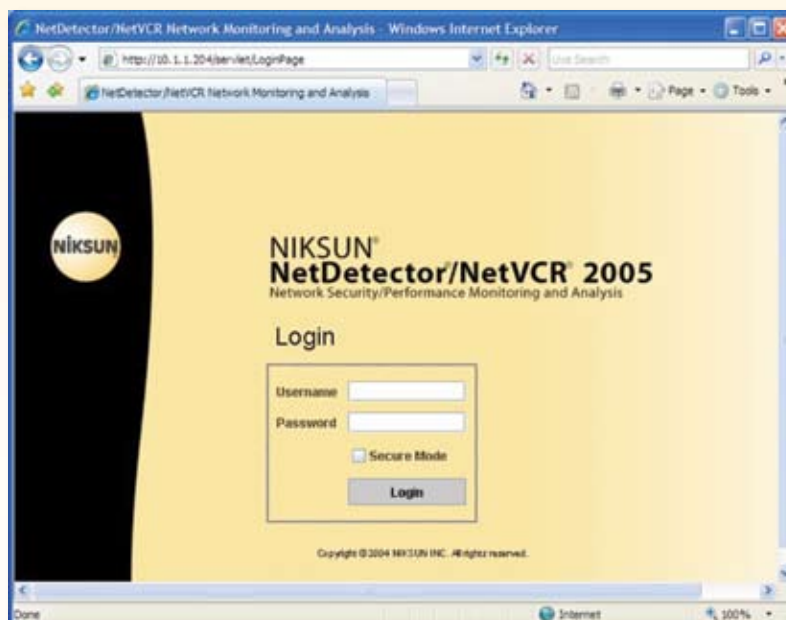 NetDetector/NetVCR Network Monitoring and Analysis - Windows Internet Explorer
http://10.1.1.204/servlet/LoginPage
Live Search
NetDetector/NetVCR Network Monitoring and Analysis
Page
Tools
NIKSUN
NIKSUN®
NetDetector®/NetVCR® 2005
Network Security/Performance Monitoring and Analysis
Login
Username
Password
Secure Mode
Login
Copyright © 2004 NIKSUN INC. All rights reserved.
Done
Internet
100%